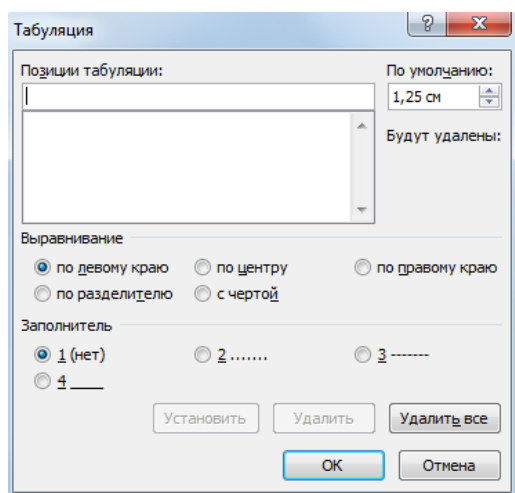 Табуляция
Позиции табуляции: По умолчанию:
1,25 см
Будут удалены:
Выравнивание
по левому краю по центру по правому краю
по разделителю с чертой
Заполнитель
1 (нет) 2 ....... 3 -------
4 ____
Установить Удалить Удалить все
ОК Отмена